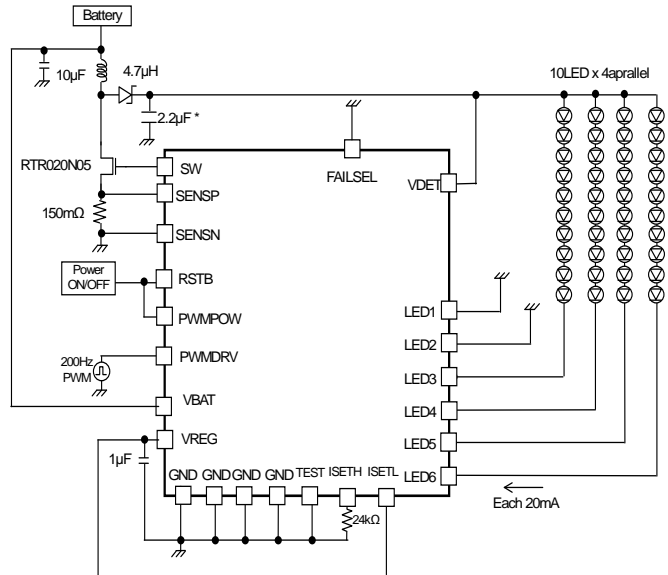 Battery
10µF
4.7µH
2.2µF *
10LED x 4aprallel
RTR020N05
FAILSEL
SW
VDET
SENSP
150mΩ
SENSN
Power
ON/OFF
RSTB
PWMPOW
LED1
LED2
200Hz
PWM
PWMDRV
LED3
VBAT
LED4
VREG
LED5
1µF
GND GND GND GND TEST ISETH ISETL
LED6
24kΩ
Each 20mA